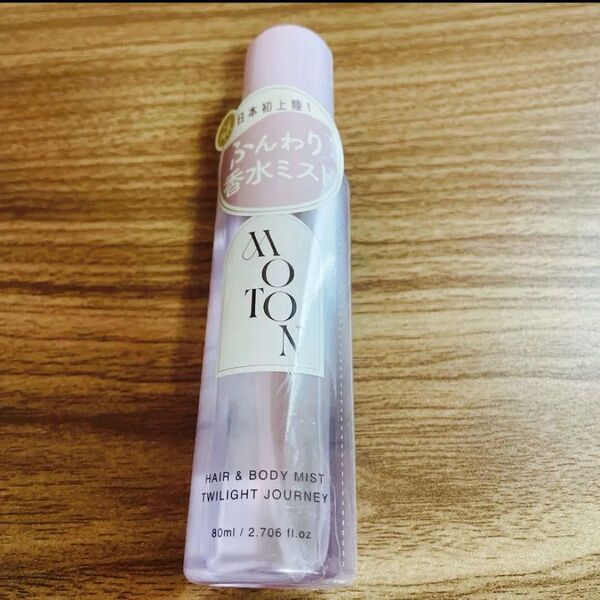 日本初上陸！
ふんわり
香水ミスト
MOTON
HAIR & BODY MIST
TWILIGHT JOURNEY
80ml / 2.706 fl.oz